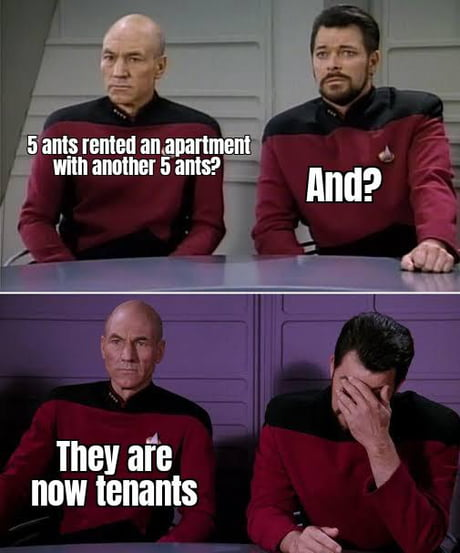 5 ants rented an apartment
with another 5 ants?
And?
They are
now tenants